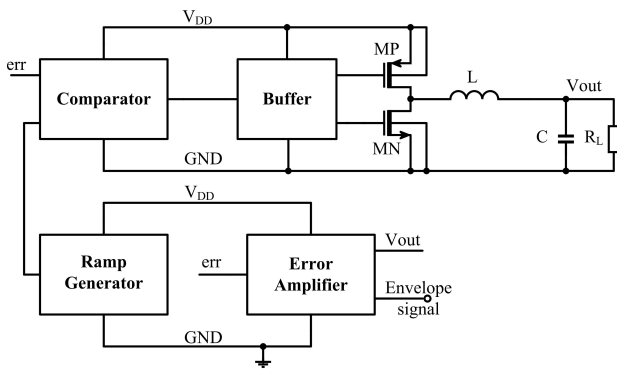 V_DD
MP
err
L
Vout
Comparator
Buffer
C
R_L
MN
GND
V_DD
Vout
Ramp
Generator
err
Error
Amplifier
Envelope
signal
GND